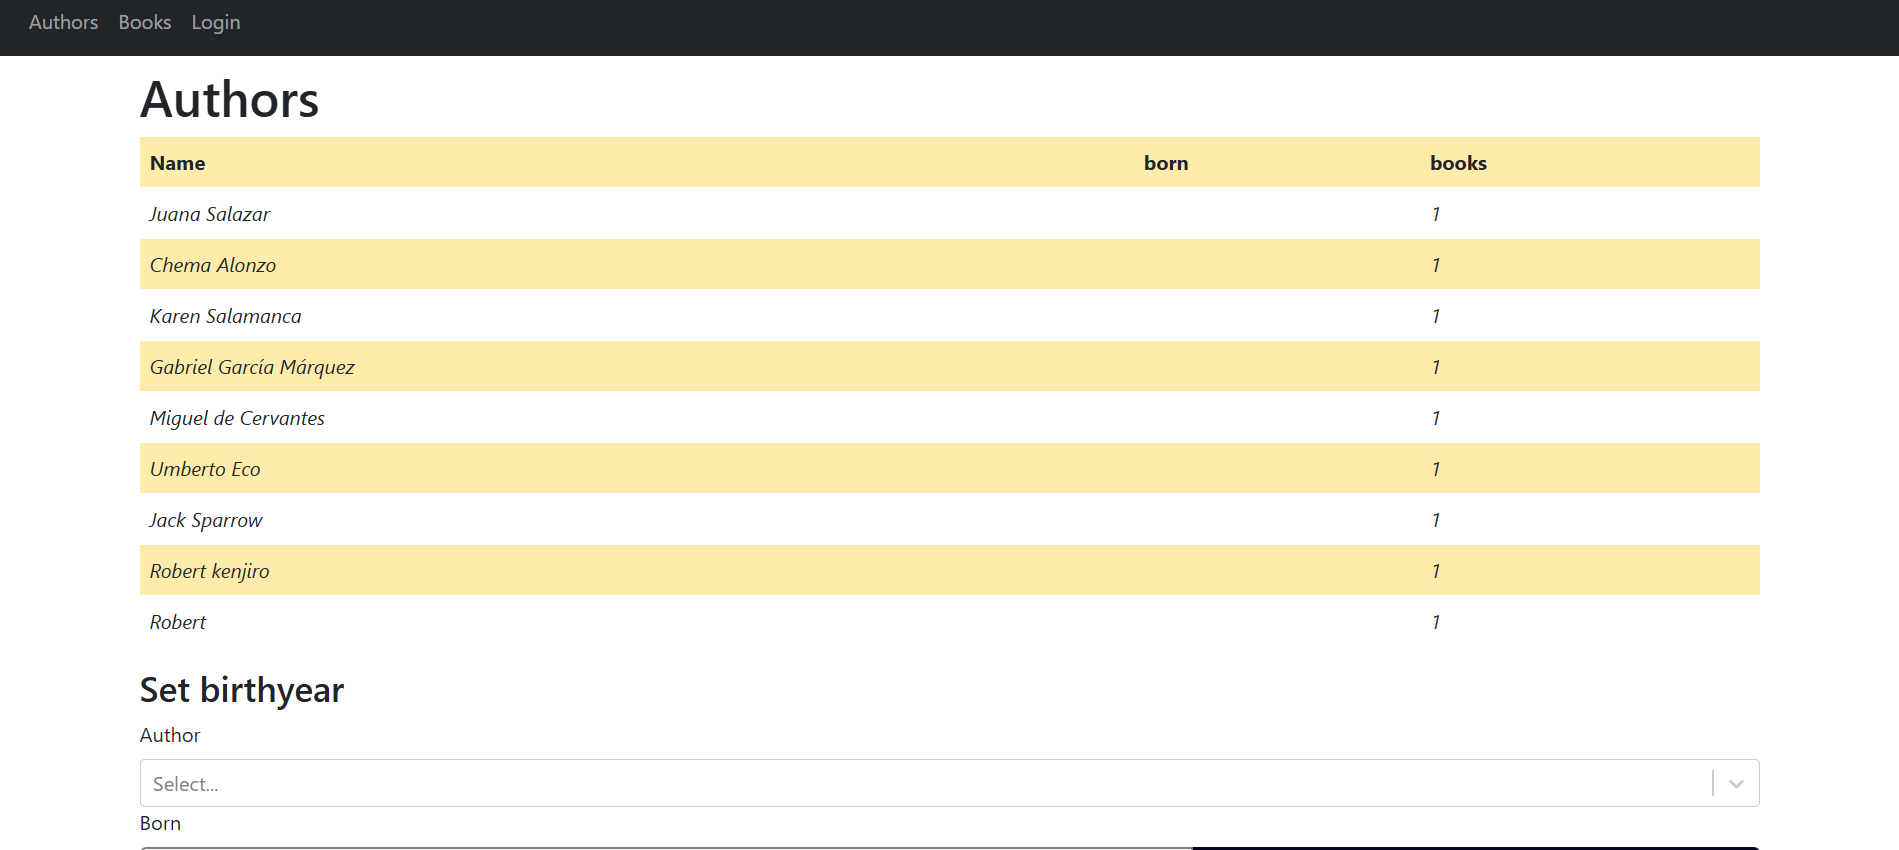 Authors Books Login
Authors
Name born books
Juana Salazar 1
Chema Alonzo 1
Karen Salamanca 1
Gabriel García Márquez 1
Miguel de Cervantes 1
Umberto Eco 1
Jack Sparrow 1
Robert kenjiro 1
Robert 1
Set birthyear
Author
Select...
Born